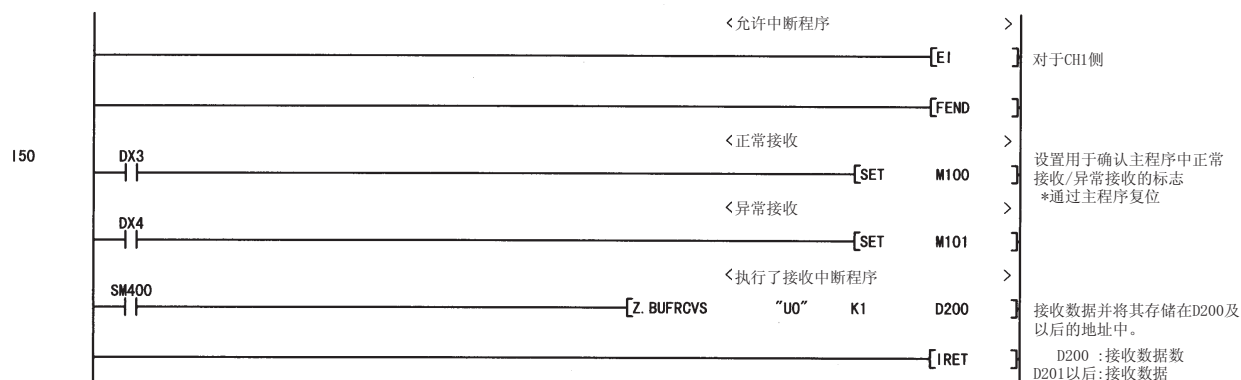 <允许中断程序 >
[EI ] 对于CH1侧
[FEND ]
<正常接收 >
I50 DX3 [SET M100 ] 设置用于确认主程序中正常
接收/异常接收的标志
*通过主程序复位
<异常接收 >
DX4 [SET M101 ]
<执行了接收中断程序 >
SM400 [Z.BUFRCVS "U0" K1 D200 ] 接收数据并将其存储在D200及
以后的地址中。
[IRET ] D200 :接收数据数
D201以后:接收数据